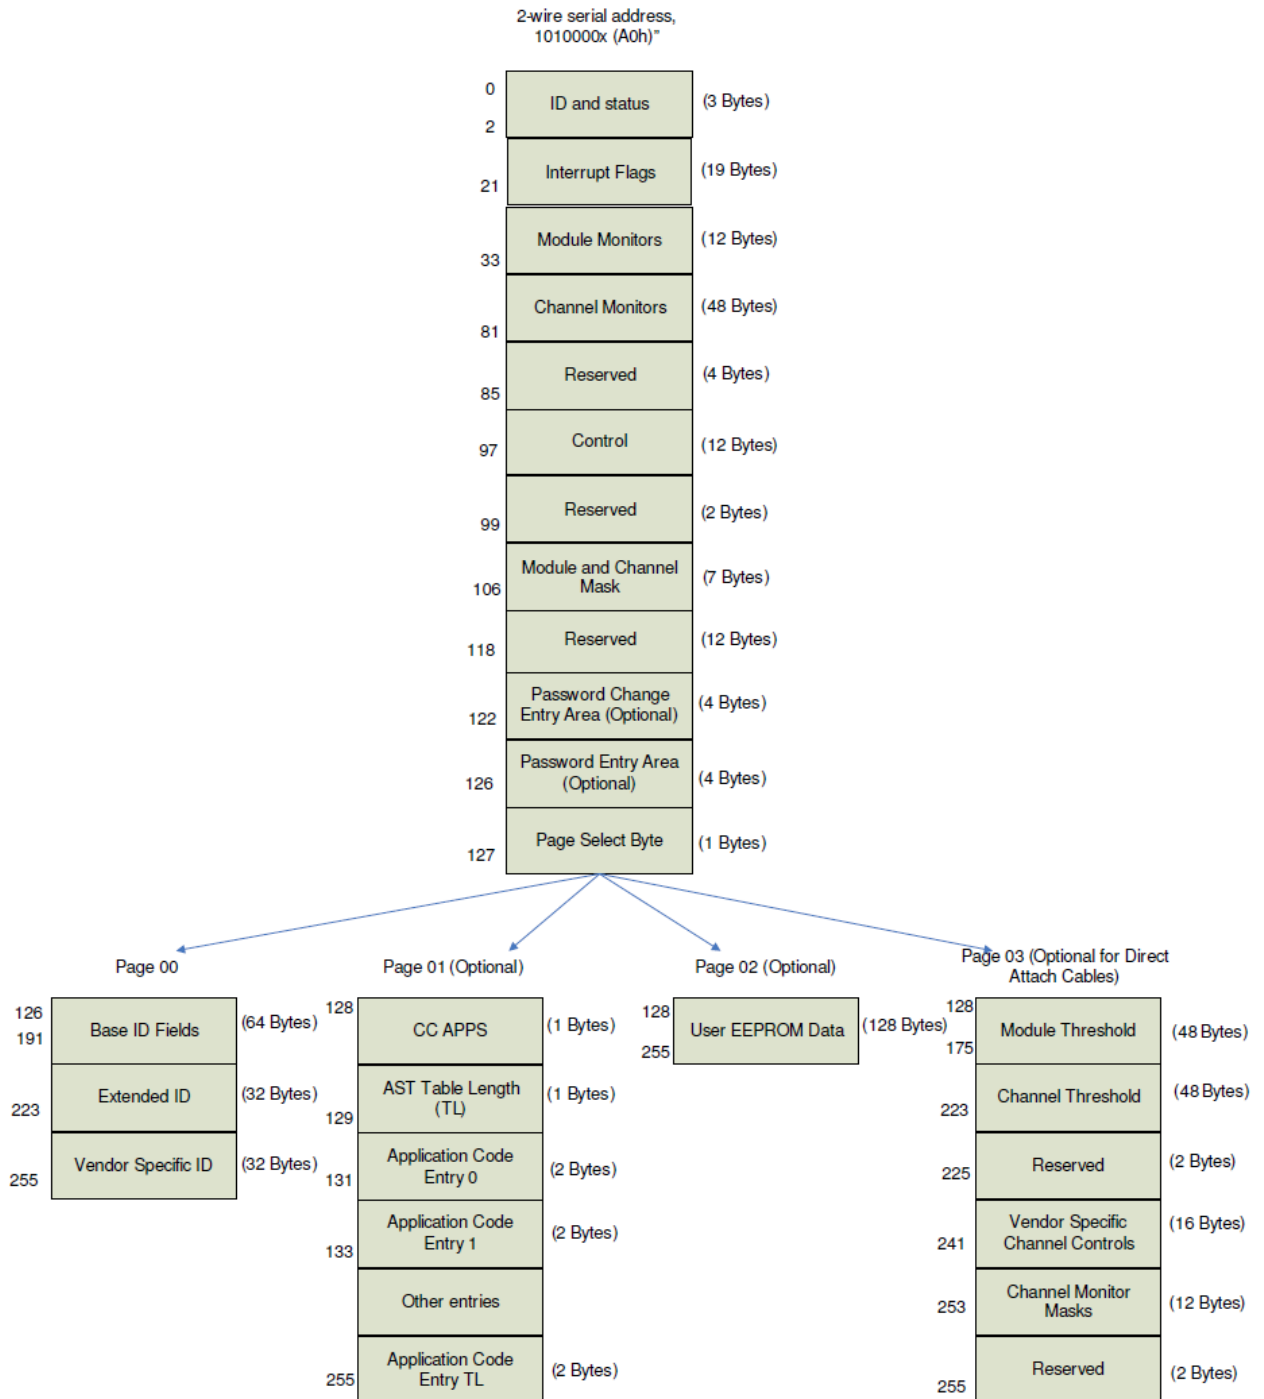 2-wire serial address,
1010000x (A0h)"
0
ID and status
(3 Bytes)
2
Interrupt Flags
(19 Bytes)
21
Module Monitors
(12 Bytes)
33
Channel Monitors
(48 Bytes)
81
Reserved
(4 Bytes)
85
Control
(12 Bytes)
97
Reserved
(2 Bytes)
99
Module and Channel
Mask
(7 Bytes)
106
Reserved
(12 Bytes)
118
Password Change
Entry Area (Optional)
(4 Bytes)
122
Password Entry Area
(Optional)
(4 Bytes)
126
Page Select Byte
(1 Bytes)
127
Page 00
126
191
Base ID Fields
(64 Bytes)
Extended ID
(32 Bytes)
223
Vendor Specific ID
(32 Bytes)
255
Page 01 (Optional)
128
CC APPS
(1 Bytes)
AST Table Length
(TL)
(1 Bytes)
129
Application Code
Entry 0
(2 Bytes)
131
Application Code
Entry 1
(2 Bytes)
133
Other entries
Application Code
Entry TL
(2 Bytes)
255
Page 02 (Optional)
128
User EEPROM Data
(128 Bytes)
255
Page 03 (Optional for Direct
Attach Cables)
128
Module Threshold
(48 Bytes)
175
Channel Threshold
(48 Bytes)
223
Reserved
(2 Bytes)
225
Vendor Specific
Channel Controls
(16 Bytes)
241
Channel Monitor
Masks
(12 Bytes)
253
Reserved
(2 Bytes)
255